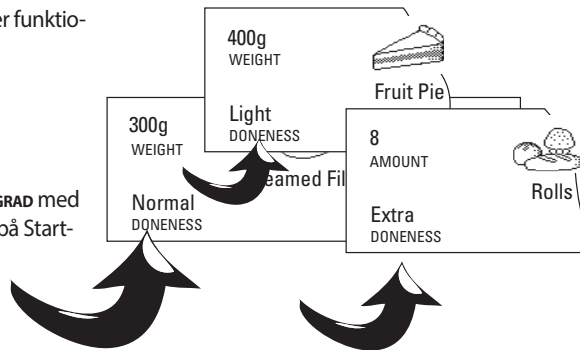 er funktio-
GRAD med
på Start-
400g
WEIGHT
Fruit Pie
Light
DONENESS
300g
WEIGHT
eamed Fil
Normal
DONENESS
8
AMOUNT
Rolls
Extra
DONENESS